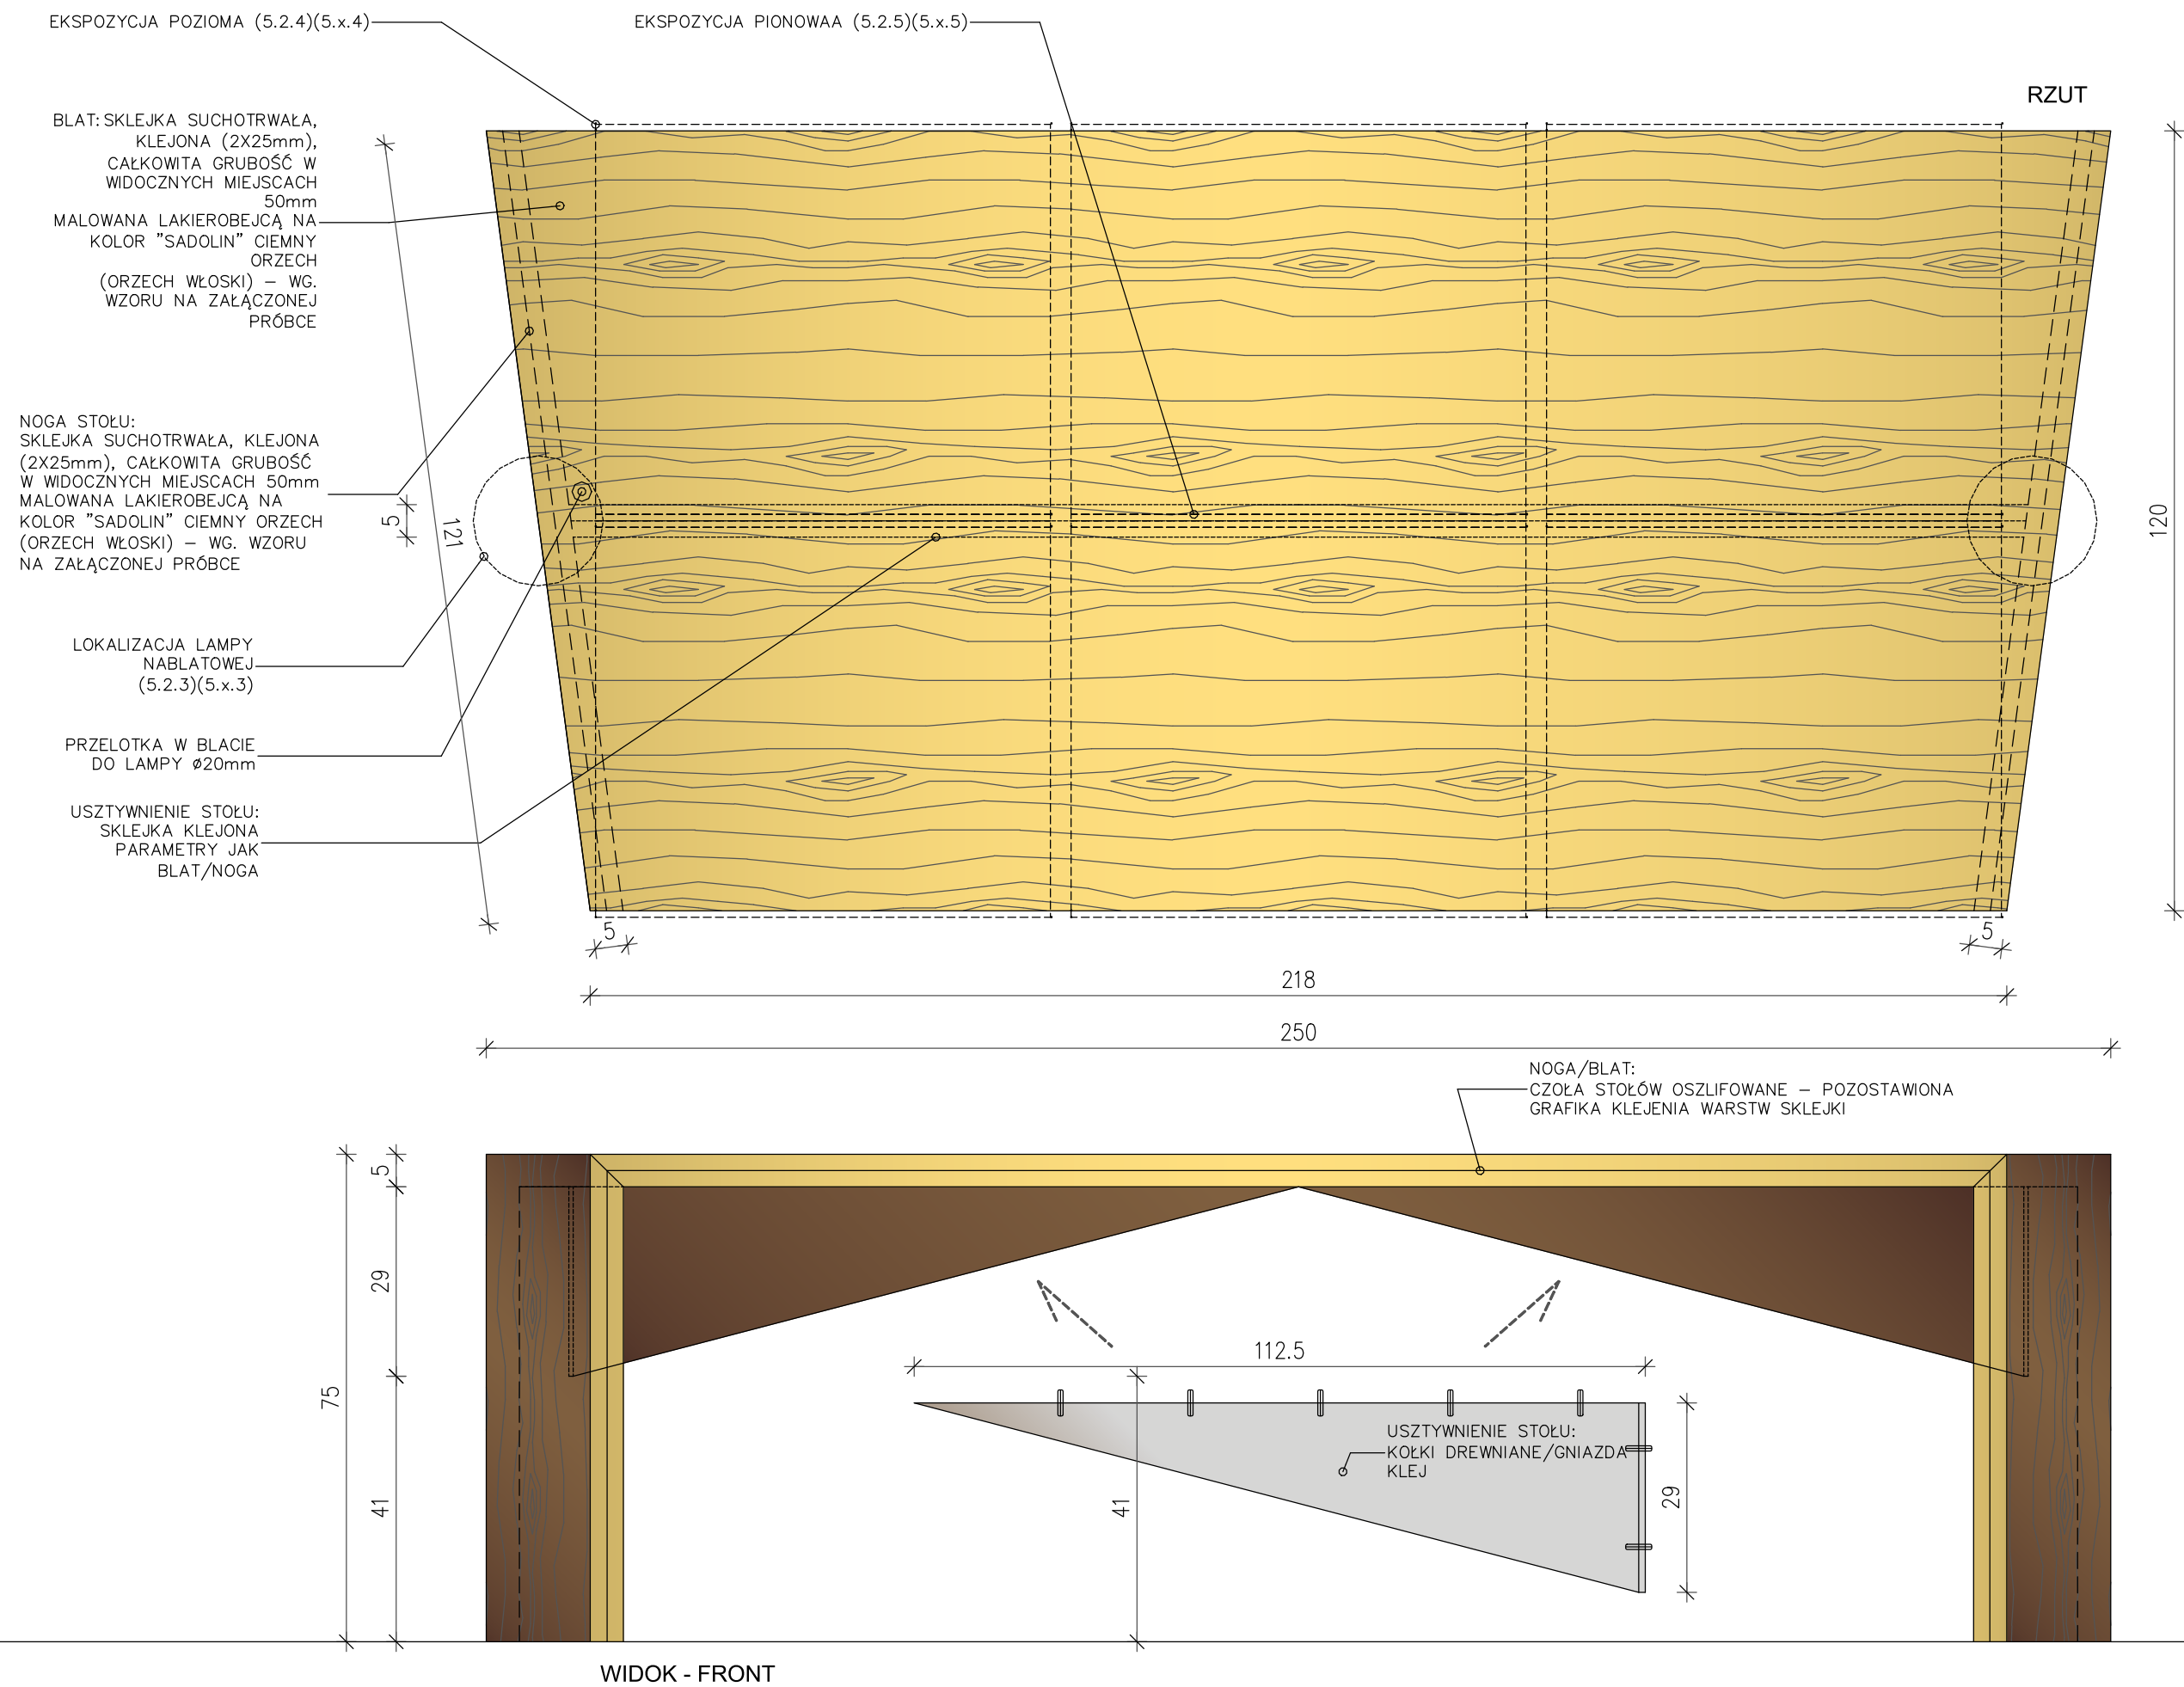 EKSPOZYCJA POZIOMA (5.2.4)(5.x.4)
EKSPOZYCJA PIONOWAA (5.2.5)(5.x.5)
RZUT
BLAT: SKLEJKA SUCHOTRWAŁA,
KLEJONA (2X25mm),
CAŁKOWITA GRUBOŚĆ W
WIDOCZNYCH MIEJSCACH
50mm
MALOWANA LAKIEROBEJCĄ NA
KOLOR "SADOLIN" CIEMNY
ORZECH
(ORZECH WŁOSKI) – WG.
WZORU NA ZAŁĄCZONEJ
PRÓBCE
NOGA STOŁU:
SKLEJKA SUCHOTRWAŁA, KLEJONA
(2X25mm), CAŁKOWITA GRUBOŚĆ
W WIDOCZNYCH MIEJSCACH 50mm
MALOWANA LAKIEROBEJCĄ NA
KOLOR "SADOLIN" CIEMNY ORZECH
(ORZECH WŁOSKI) – WG. WZORU
NA ZAŁĄCZONEJ PRÓBCE
5
121
120
LOKALIZACJA LAMPY
NABLATOWEJ
(5.2.3)(5.x.3)
PRZELOTKA W BLACIE
DO LAMPY ø20mm
USZTYWNIENIE STOŁU:
SKLEJKA KLEJONA
PARAMETRY JAK
BLAT/NOGA
5
5
218
250
NOGA/BLAT:
CZOŁA STOŁÓW OSZLIFOWANE – POZOSTAWIONA
GRAFIKA KLEJENIA WARSTW SKLEJKI
5
29
75
41
112.5
USZTYWNIENIE STOŁU:
KOŁKI DREWNIANE/GNIAZDA
KLEJ
41
29
WIDOK - FRONT